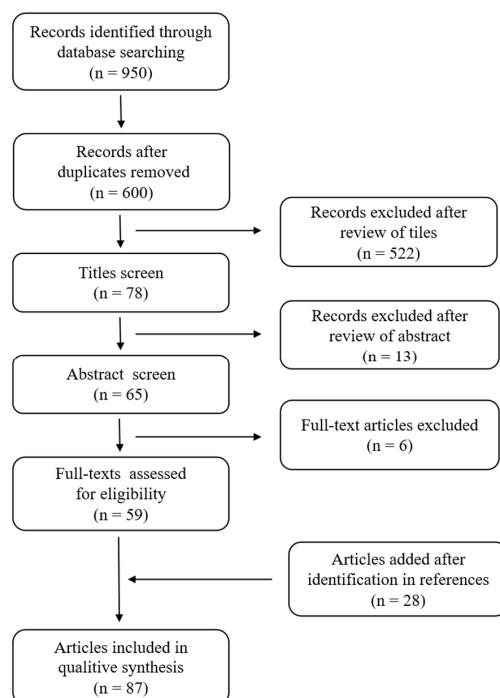 Records identified through
database searching
(n = 950)
Records after
duplicates removed
(n = 600)
Records excluded after
review of tiles
(n = 522)
Titles screen
(n = 78)
Records excluded after
review of abstract
(n = 13)
Abstract screen
(n = 65)
Full-text articles excluded
(n = 6)
Full-texts assessed
for eligibility
(n = 59)
Articles added after
identification in references
(n = 28)
Articles included in
qualitive synthesis
(n = 87)